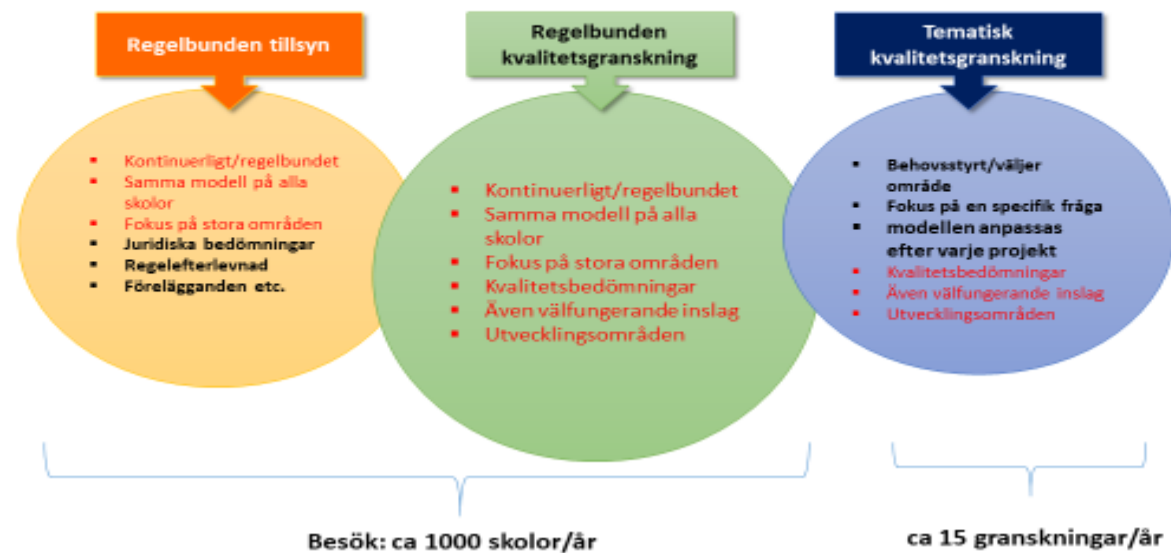 Regelbunden tillsyn
Regelbunden
kvalitetsgranskning
Tematisk
kvalitetsgranskning
▪ Kontinuerligt/regelbundet
▪ Samma modell på alla
skolor
▪ Fokus på stora områden
▪ Juridiska bedömningar
▪ Regelefterlevnad
▪ Förelägganden etc.
▪ Kontinuerligt/regelbundet
▪ Samma modell på alla
skolor
▪ Fokus på stora områden
▪ Kvalitetsbedömningar
▪ Även välfungerande inslag
▪ Utvecklingsområden
▪ Behovsstyrt/väljer
område
▪ Fokus på en specifik fråga
▪ modellen anpassas
efter varje projekt
▪ Kvalitetsbedömningar
▪ Även välfungerande inslag
▪ Utvecklingsområden
Besök: ca 1000 skolor/år
ca 15 granskningar/år